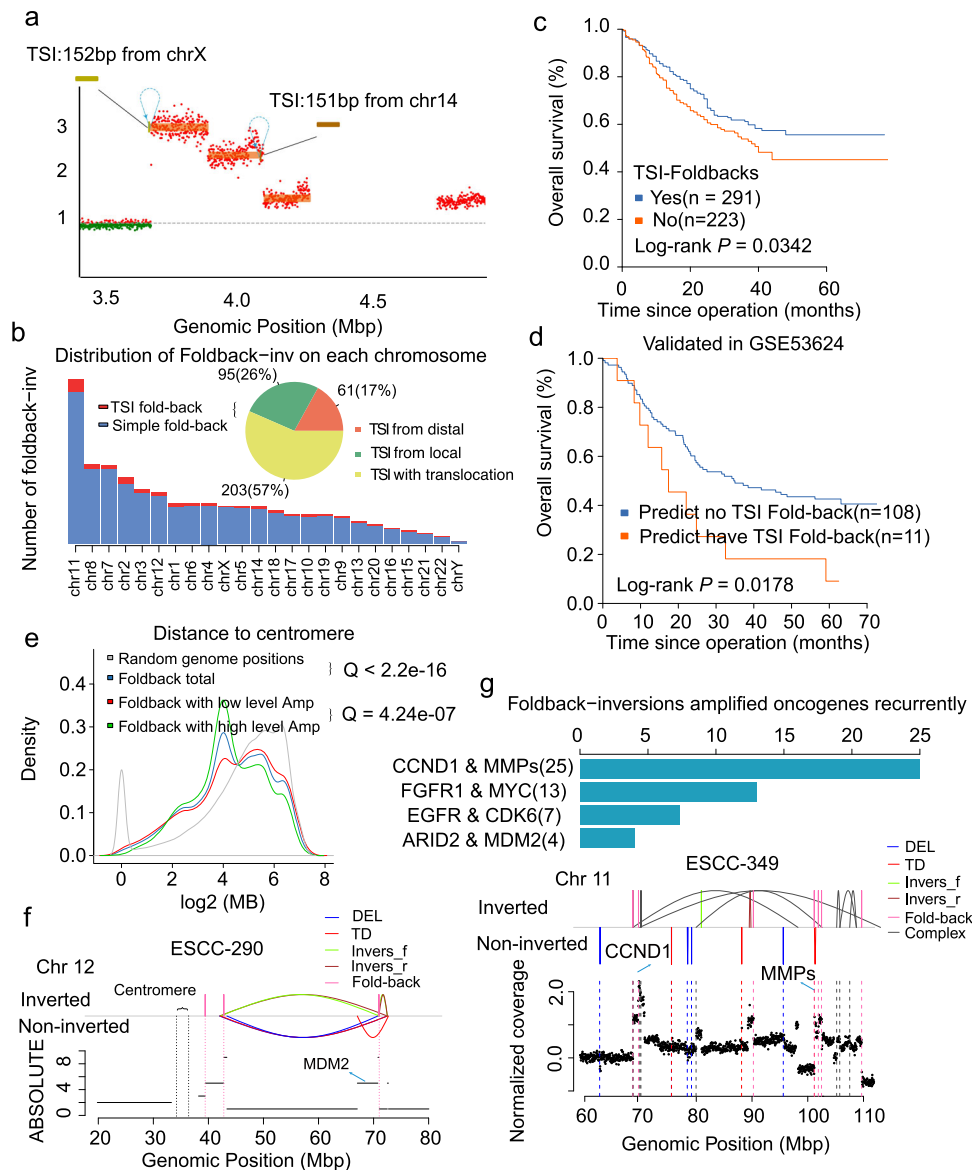 a
TSI:152bp from chrX
TSI:151bp from chr14
3
2
1
3.5 4.0 4.5
Genomic Position (Mbp)
b
Distribution of Foldback−inv on each chromosome
95(26%)
61(17%)
203(57%)
TSI fold-back
Simple fold-back
}
TSI from distal
TSI from local
TSI with translocation
Number of foldback−inv
chr11 chr8 chr7 chr2 chr3 chr12 chr1 chr6 chr4 chrX chr5 chr14 chr18 chr17 chr10 chr19 chr9 chr13 chr20 chr16 chr15 chr21 chr22 chrY
c
Overall survival (%)
1.0
0.8
0.6
0.4
0.2
0.0
TSI-Foldbacks
Yes(n = 291)
No(n=223)
Log-rank P = 0.0342
0 20 40 60
Time since operation (months)
d
Validated in GSE53624
Overall survival (%)
1.0
0.8
0.6
0.4
0.2
0.0
Predict no TSI Fold-back(n=108)
Predict have TSI Fold-back(n=11)
Log-rank P = 0.0178
0 10 20 30 40 50 60 70
Time since operation (months)
e
Distance to centromere
Random genome positions
Foldback total
Foldback with low level Amp
Foldback with high level Amp
} Q < 2.2e-16
} Q = 4.24e-07
Density
0.4
0.3
0.2
0.1
0.0
0 2 4 6 8
log2 (MB)
f
ESCC-290
DEL
TD
Invers_f
Invers_r
Fold-back
Chr 12
Centromere
Inverted
Non-inverted
MDM2
ABSOLUTE
8
4
2
0
20 30 40 50 60 70 80
Genomic Position (Mbp)
g
Foldback−inversions amplified oncogenes recurrently
0 5 10 15 20 25
CCND1 & MMPs(25)
FGFR1 & MYC(13)
EGFR & CDK6(7)
ARID2 & MDM2(4)
ESCC-349
DEL
TD
Invers_f
Invers_r
Fold-back
Complex
Chr 11
Inverted
Non-inverted
CCND1
MMPs
Normalized coverage
2.0
0.0
60 70 80 90 100 110
Genomic Position (Mbp)